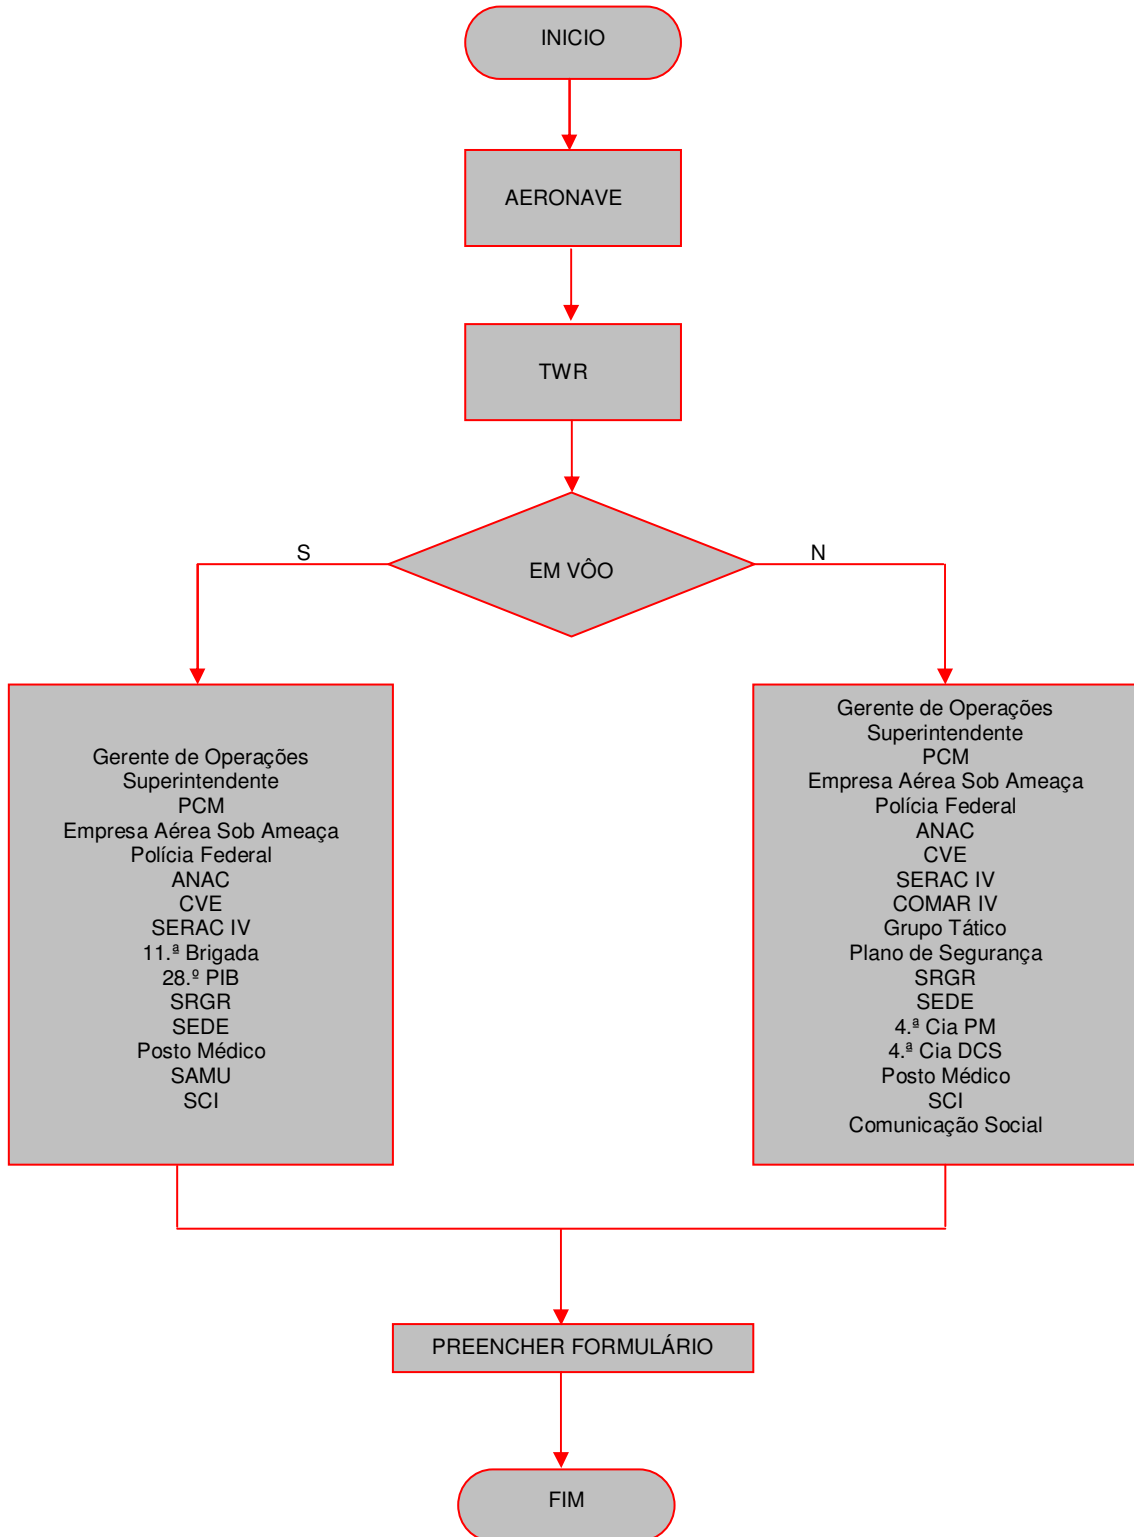 INICIO
AERONAVE
TWR
EM VÔO
S
N
Gerente de Operações
Superintendente
PCM
Empresa Aérea Sob Ameaça
Polícia Federal
ANAC
CVE
SERAC IV
11.ª Brigada
28.º PIB
SRGR
SEDE
Posto Médico
SAMU
SCI
Gerente de Operações
Superintendente
PCM
Empresa Aérea Sob Ameaça
Polícia Federal
ANAC
CVE
SERAC IV
COMAR IV
Grupo Tático
Plano de Segurança
SRGR
SEDE
4.ª Cia PM
4.ª Cia DCS
Posto Médico
SCI
Comunicação Social
PREENCHER FORMULÁRIO
FIM